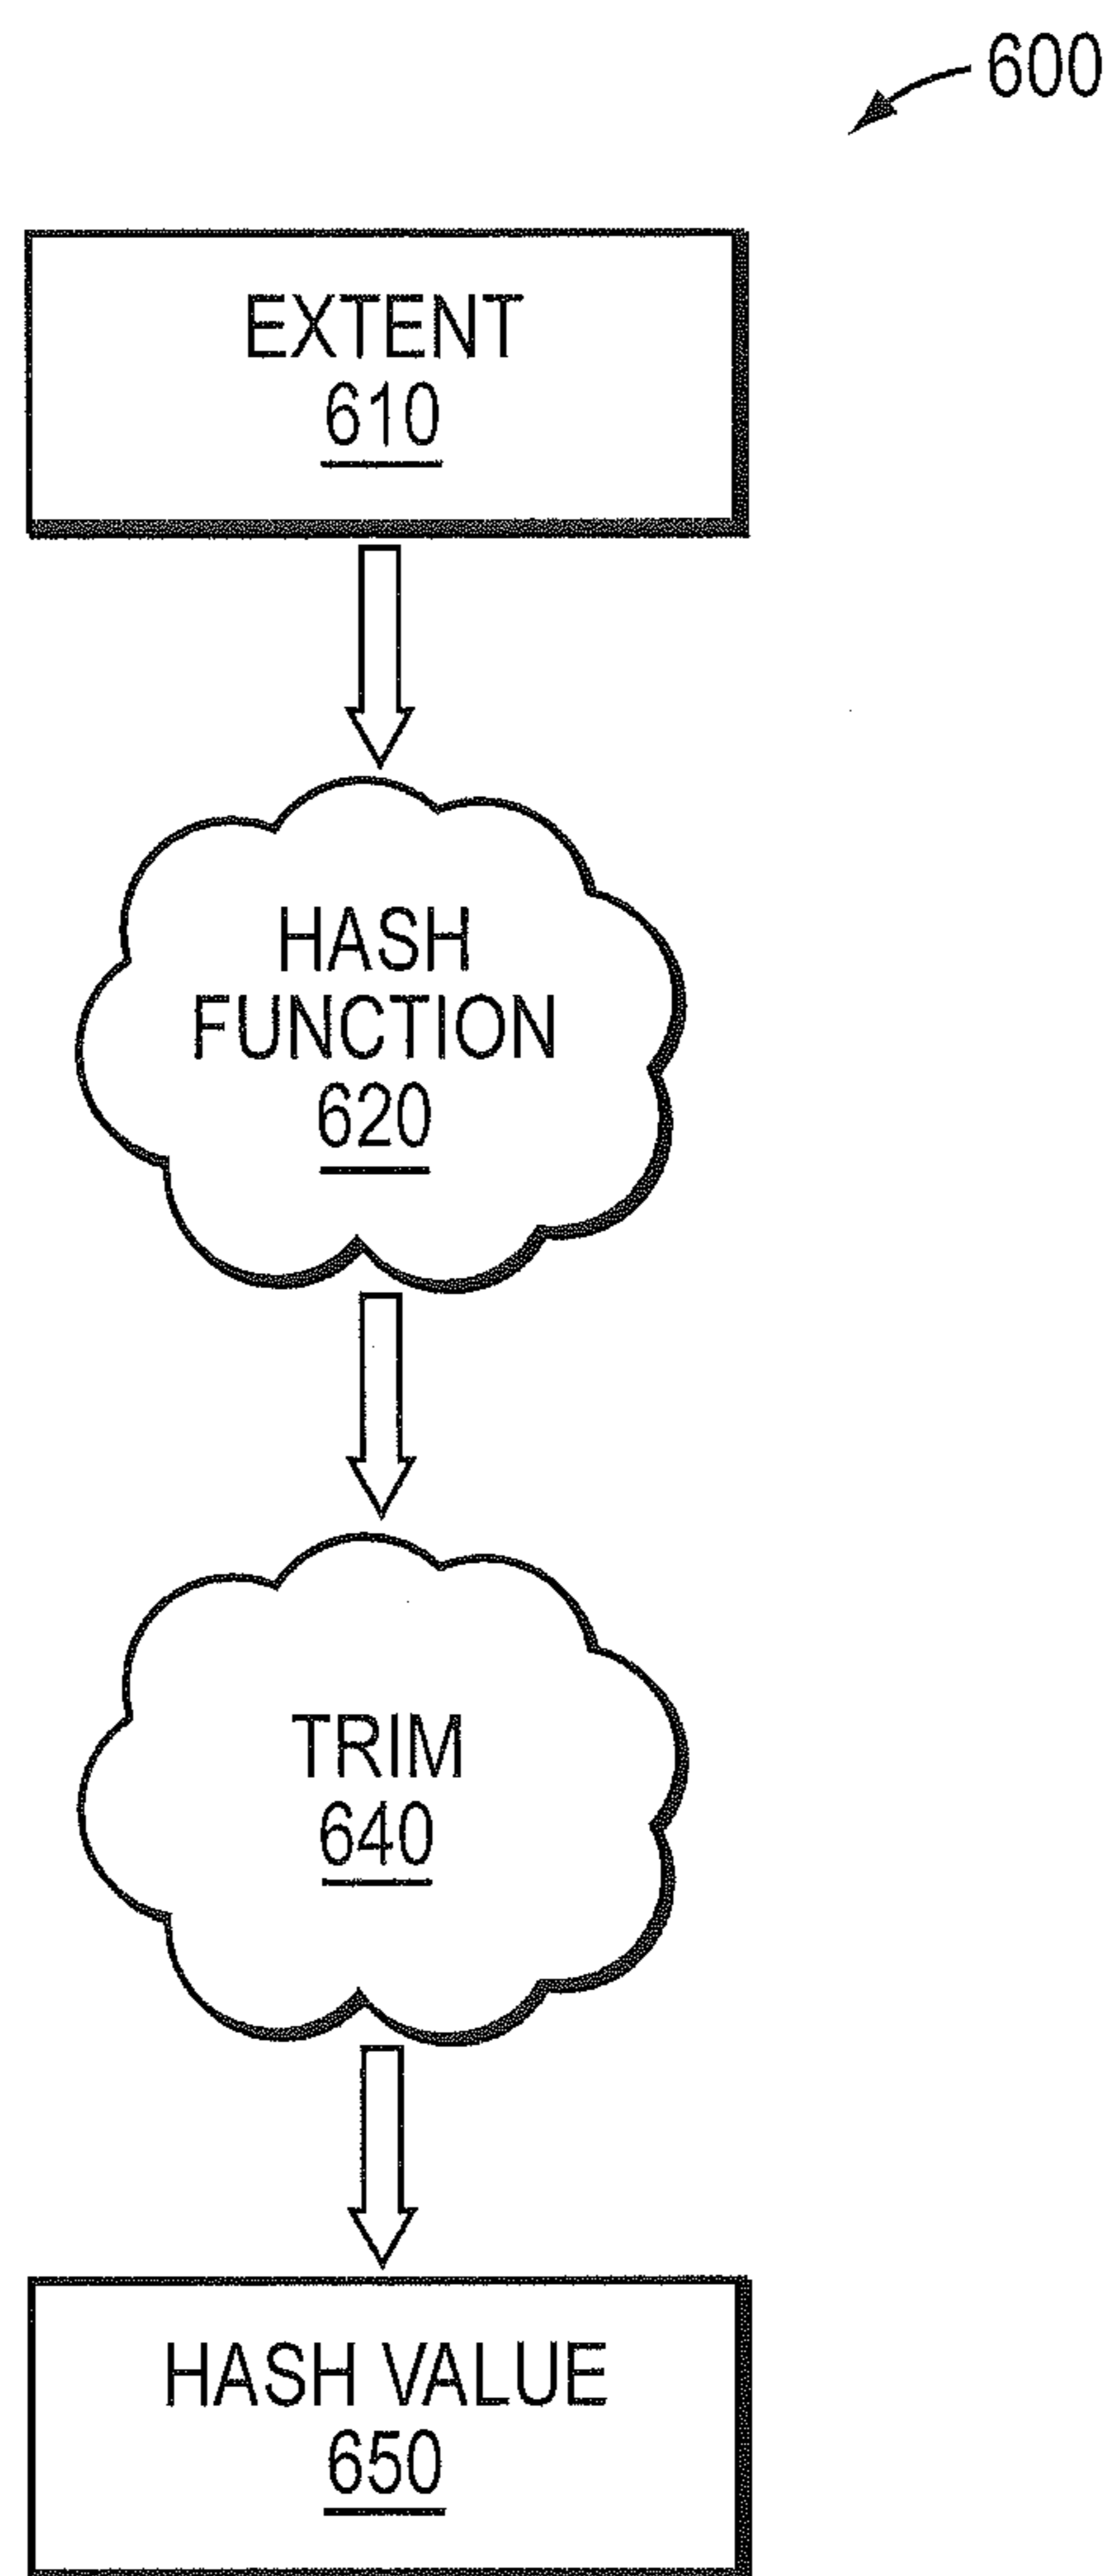 600
EXTENT
610
HASH
FUNCTION
620
TRIM
640
HASH VALUE
650